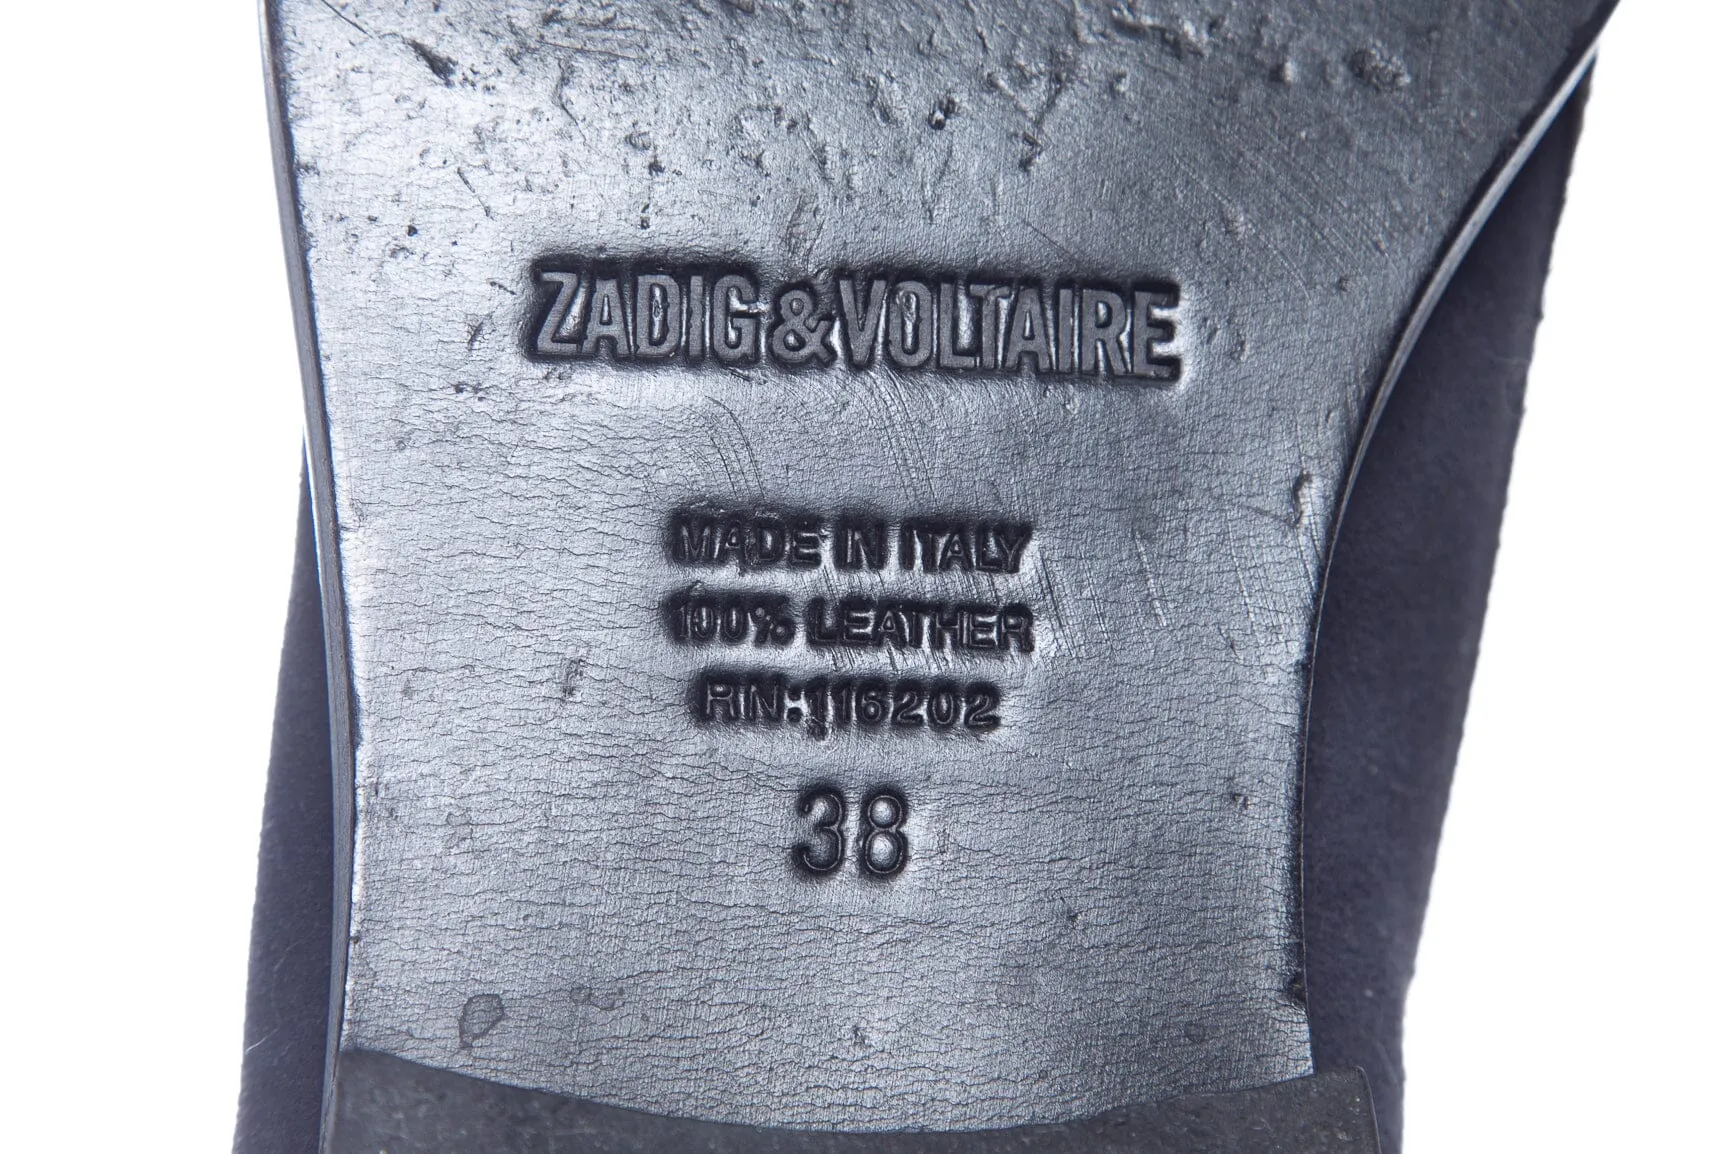 ZADIG&VOLTAIRE
MADE IN ITALY
100% LEATHER
RN:116202
38